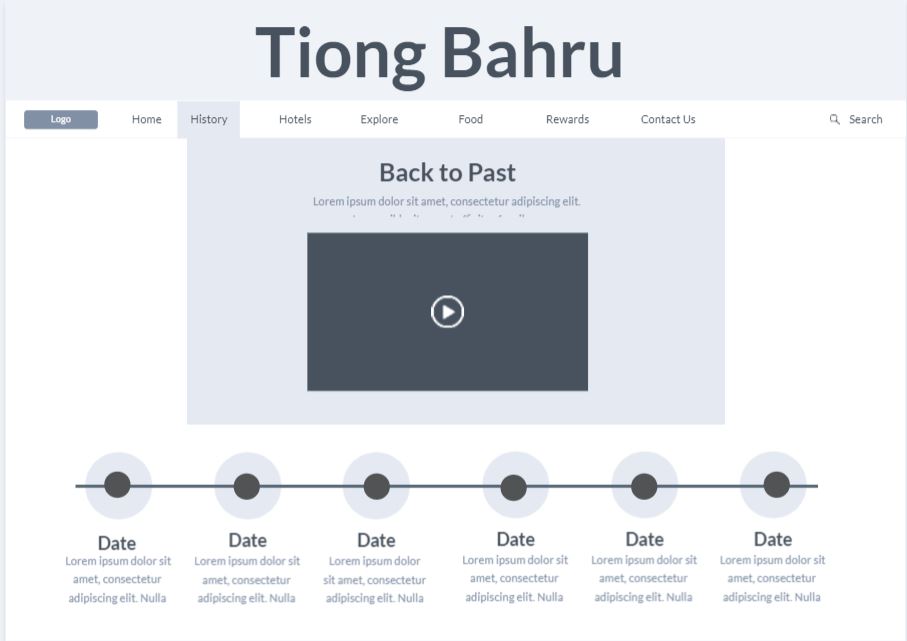 Tiong Bahru
Logo Home History Hotels Explore Food Rewards Contact Us Search
Back to Past
Lorem ipsum dolor sit amet, consectetur adipiscing elit.
Date Date Date Date Date Date
Lorem ipsum dolor sit Lorem ipsum dolor sit Lorem ipsum dolor Lorem ipsum dolor sit Lorem ipsum dolor sit Lorem ipsum dolor sit
amet, consectetur amet, consectetur sit amet, consectetur amet, consectetur amet, consectetur amet, consectetur
adipiscing elit. Nulla adipiscing elit. Nulla adipiscing elit. Nulla adipiscing elit. Nulla adipiscing elit. Nulla adipiscing elit. Nulla